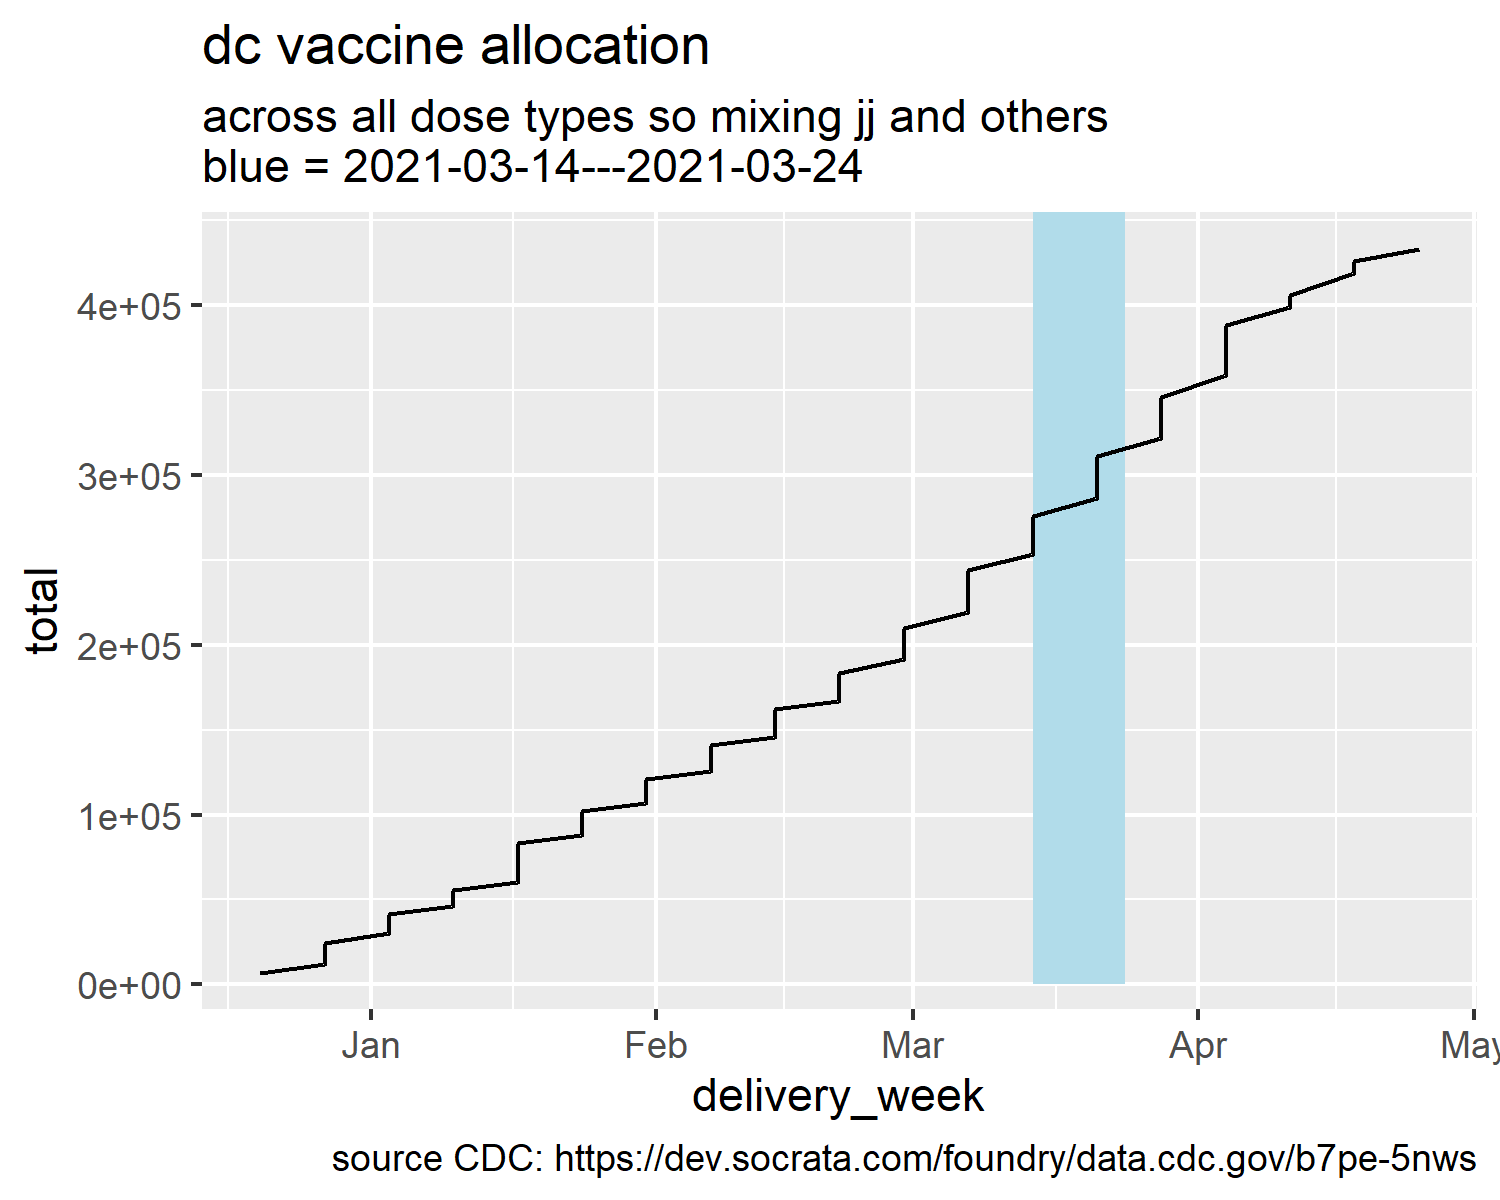 dc vaccine allocation
across all dose types so mixing jj and others
blue = 2021-03-14---2021-03-24
total
4e+05
3e+05
2e+05
1e+05
0e+00
Jan Feb Mar Apr May
delivery_week
source CDC: https://dev.socrata.com/foundry/data.cdc.gov/b7pe-5nws